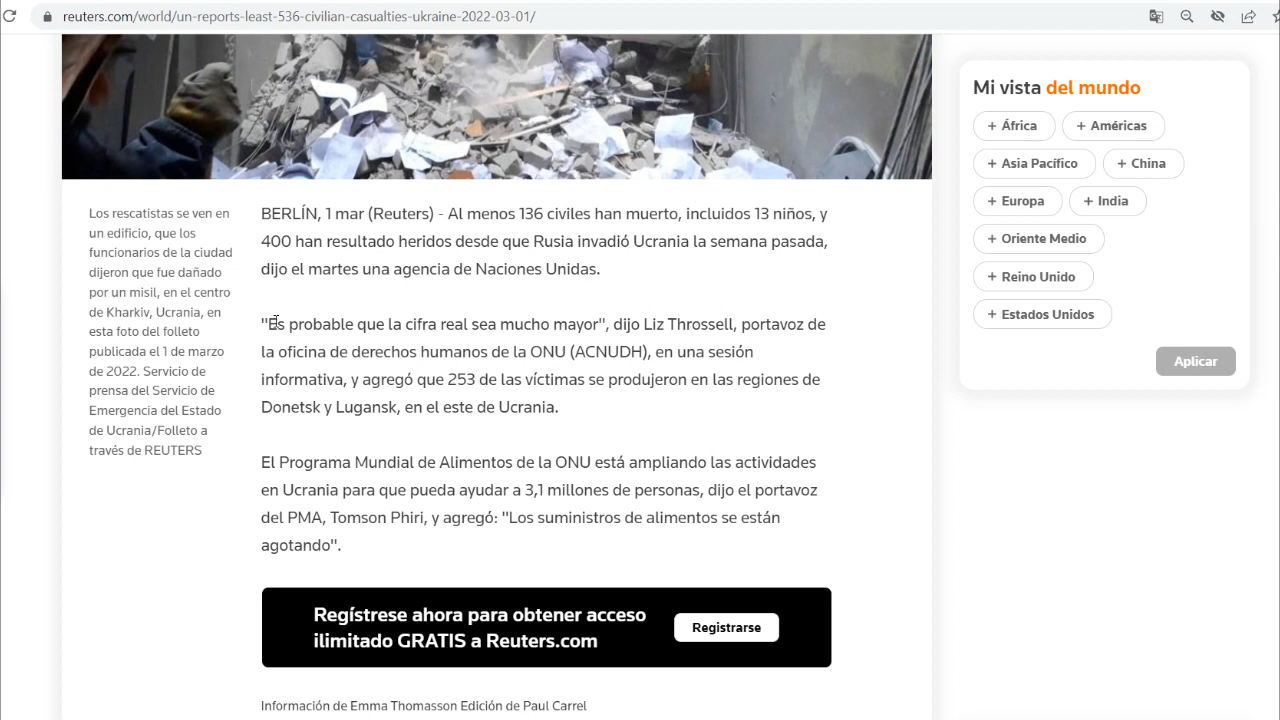 reuters.com/world/un-reports-least-536-civilian-casualties-ukraine-2022-03-01/
Los rescatistas se ven en
un edificio, que los
funcionarios de la ciudad
dijeron que fue dañado
por un misil, en el centro
de Kharkiv, Ucrania, en
esta foto del folleto
publicada el 1 de marzo
de 2022. Servicio de
prensa del Servicio de
Emergencia del Estado
de Ucrania/Folleto a
través de REUTERS
BERLÍN, 1 mar (Reuters) - Al menos 136 civiles han muerto, incluidos 13 niños, y
400 han resultado heridos desde que Rusia invadió Ucrania la semana pasada,
dijo el martes una agencia de Naciones Unidas.
"Es probable que la cifra real sea mucho mayor", dijo Liz Throssell, portavoz de
la oficina de derechos humanos de la ONU (ACNUDH), en una sesión
informativa, y agregó que 253 de las víctimas se produjeron en las regiones de
Donetsk y Lugansk, en el este de Ucrania.
El Programa Mundial de Alimentos de la ONU está ampliando las actividades
en Ucrania para que pueda ayudar a 3,1 millones de personas, dijo el portavoz
del PMA, Tomson Phiri, y agregó: "Los suministros de alimentos se están
agotando".
Regístrese ahora para obtener acceso
ilimitado GRATIS a Reuters.com
Registrarse
Información de Emma Thomasson Edición de Paul Carrel
Mi vista del mundo
+ África
+ Américas
+ Asia Pacífico
+ China
+ Europa
+ India
+ Oriente Medio
+ Reino Unido
+ Estados Unidos
Aplicar